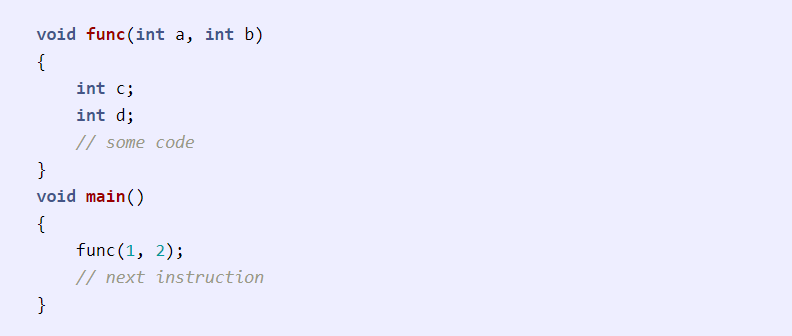 void func(int a, int b)
{
    int c;
    int d;
    // some code
}
void main()
{
    func(1, 2);
    // next instruction
}